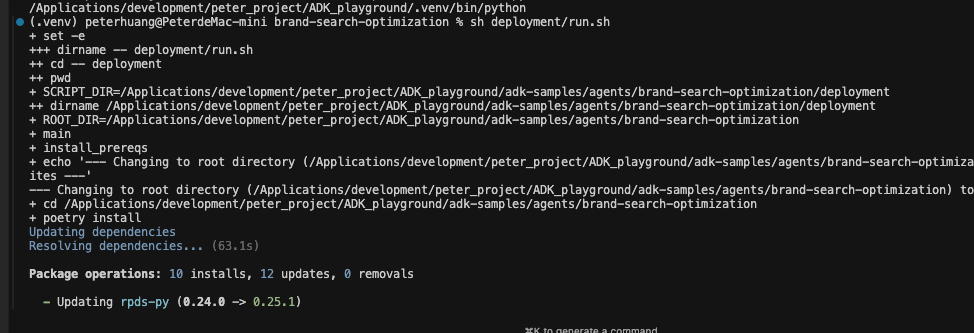 /Applications/development/peter_project/ADK_playground/.venv/bin/python
(.venv) peterhuang@PeterdeMac-mini brand-search-optimization % sh deployment/run.sh
+ set -e
+++ dirname -- deployment/run.sh
++ cd -- deployment
++ pwd
+ SCRIPT_DIR=/Applications/development/peter_project/ADK_playground/adk-samples/agents/brand-search-optimization/deployment
++ dirname /Applications/development/peter_project/ADK_playground/adk-samples/agents/brand-search-optimization/deployment
+ ROOT_DIR=/Applications/development/peter_project/ADK_playground/adk-samples/agents/brand-search-optimization
+ main
+ install_prereqs
+ echo '--- Changing to root directory (/Applications/development/peter_project/ADK_playground/adk-samples/agents/brand-search-optimiza
ites ---'
--- Changing to root directory (/Applications/development/peter_project/ADK_playground/adk-samples/agents/brand-search-optimization) to
+ cd /Applications/development/peter_project/ADK_playground/adk-samples/agents/brand-search-optimization
+ poetry install
Updating dependencies
Resolving dependencies... (63.1s)
Package operations: 10 installs, 12 updates, 0 removals
- Updating rpds-py (0.24.0 -> 0.25.1)
⌘K to generate a command